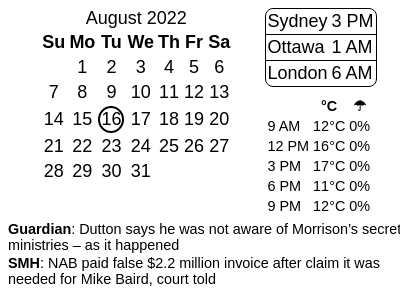 August 2022
Su Mo Tu We Th Fr Sa
1 2 3 4 5 6
7 8 9 10 11 12 13
14 15 16 17 18 19 20
21 22 23 24 25 26 27
28 29 30 31
Sydney 3 PM
Ottawa 1 AM
London 6 AM
°C ☂
9 AM 12°C 0%
12 PM 16°C 0%
3 PM 17°C 0%
6 PM 11°C 0%
9 PM 12°C 0%
Guardian: Dutton says he was not aware of Morrison’s secret
ministries – as it happened
SMH: NAB paid false $2.2 million invoice after claim it was
needed for Mike Baird, court told